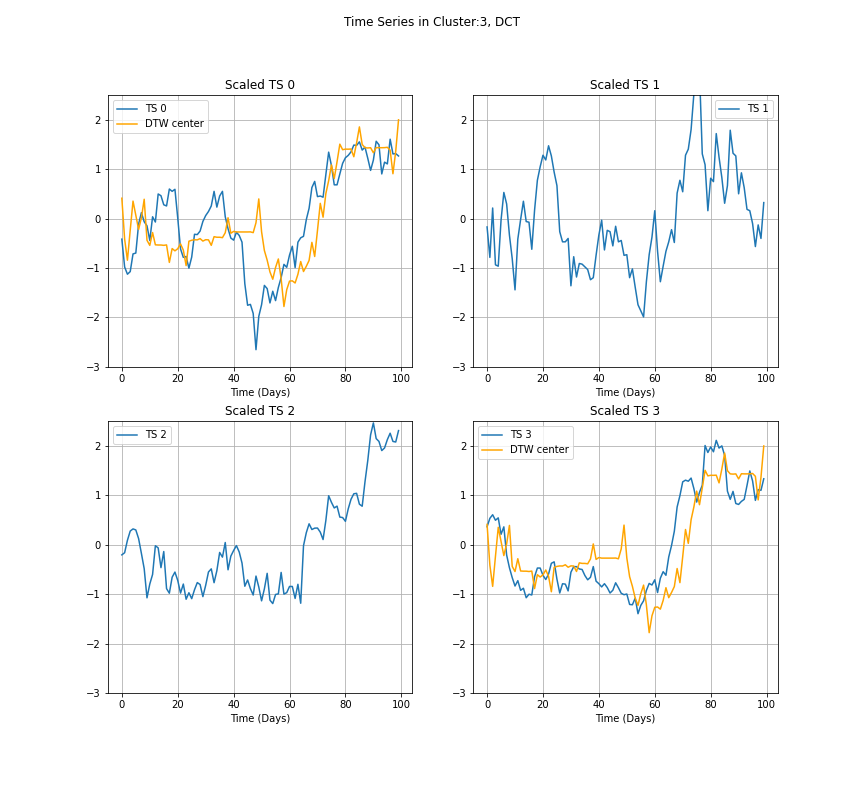 Time Series in Cluster:3, DCT
Scaled TS 0
TS 0
DTW center
2
1
0
−1
−2
−3
0 20 40 60 80 100
Time (Days)
Scaled TS 1
TS 1
2
1
0
−1
−2
−3
0 20 40 60 80 100
Time (Days)
Scaled TS 2
TS 2
2
1
0
−1
−2
−3
0 20 40 60 80 100
Time (Days)
Scaled TS 3
TS 3
DTW center
2
1
0
−1
−2
−3
0 20 40 60 80 100
Time (Days)